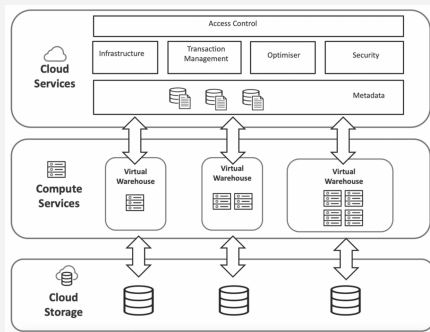 Access Control
Cloud
Services
Infrastructure
Transaction
Management
Optimiser
Security
Metadata
Compute
Services
Virtual
Warehouse
Virtual
Warehouse
Virtual
Warehouse
Cloud
Storage